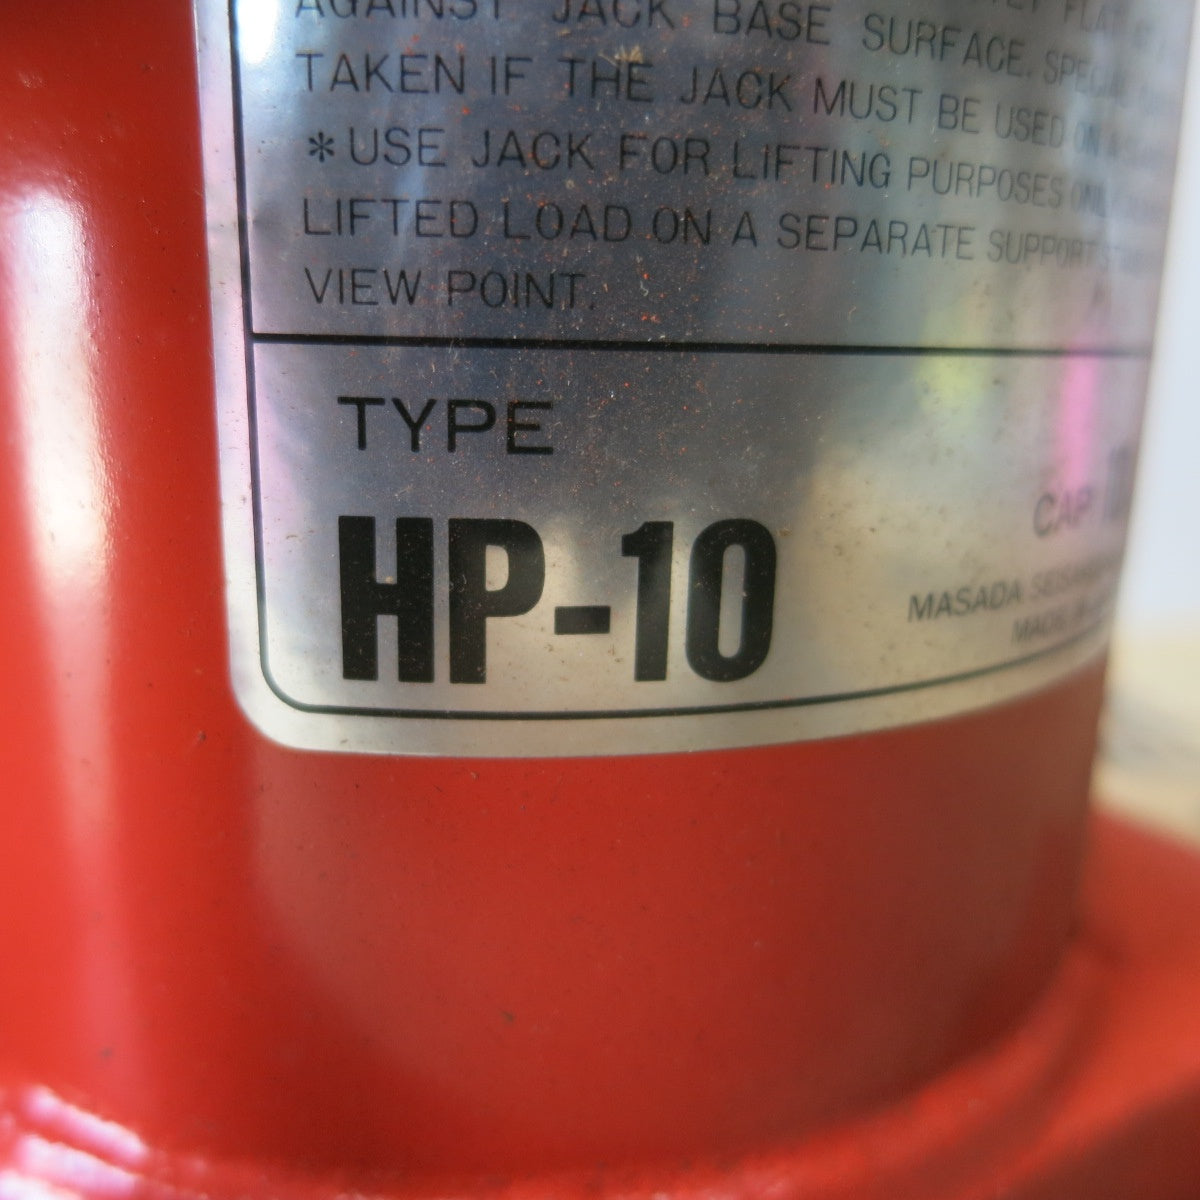 AGAINST JACK BASE SURFACE.
TAKEN IF THE JACK MUST BE USED ON
*USE JACK FOR LIFTING PURPOSES
LIFTED LOAD ON A SEPARATE SUPPORT
VIEW POINT.
TYPE
HP-10
CAP
MASADA